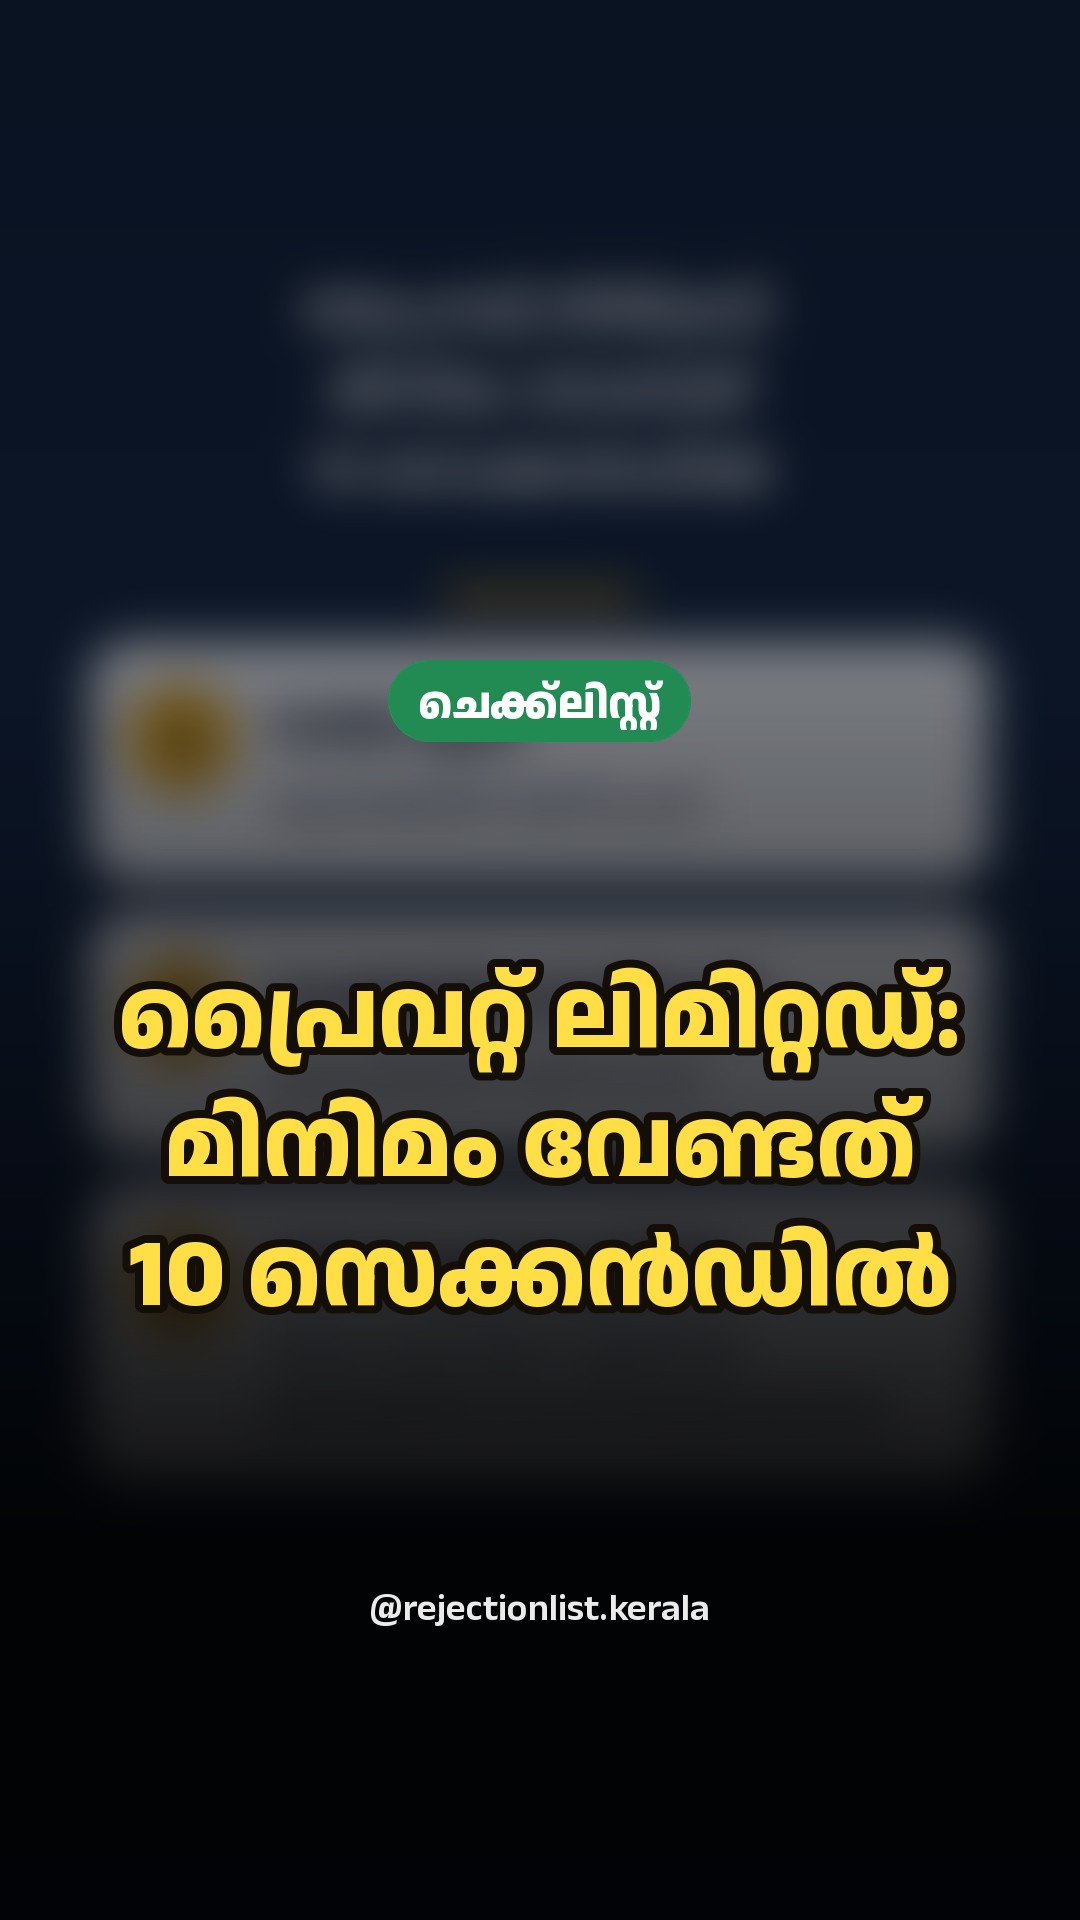 ചെക്ക്‌ലിസ്റ്റ്
പ്രൈവറ്റ് ലിമിറ്റഡ്:
മിനിമം വേണ്ടത്
10 സെക്കൻഡിൽ
@rejectionlist.kerala